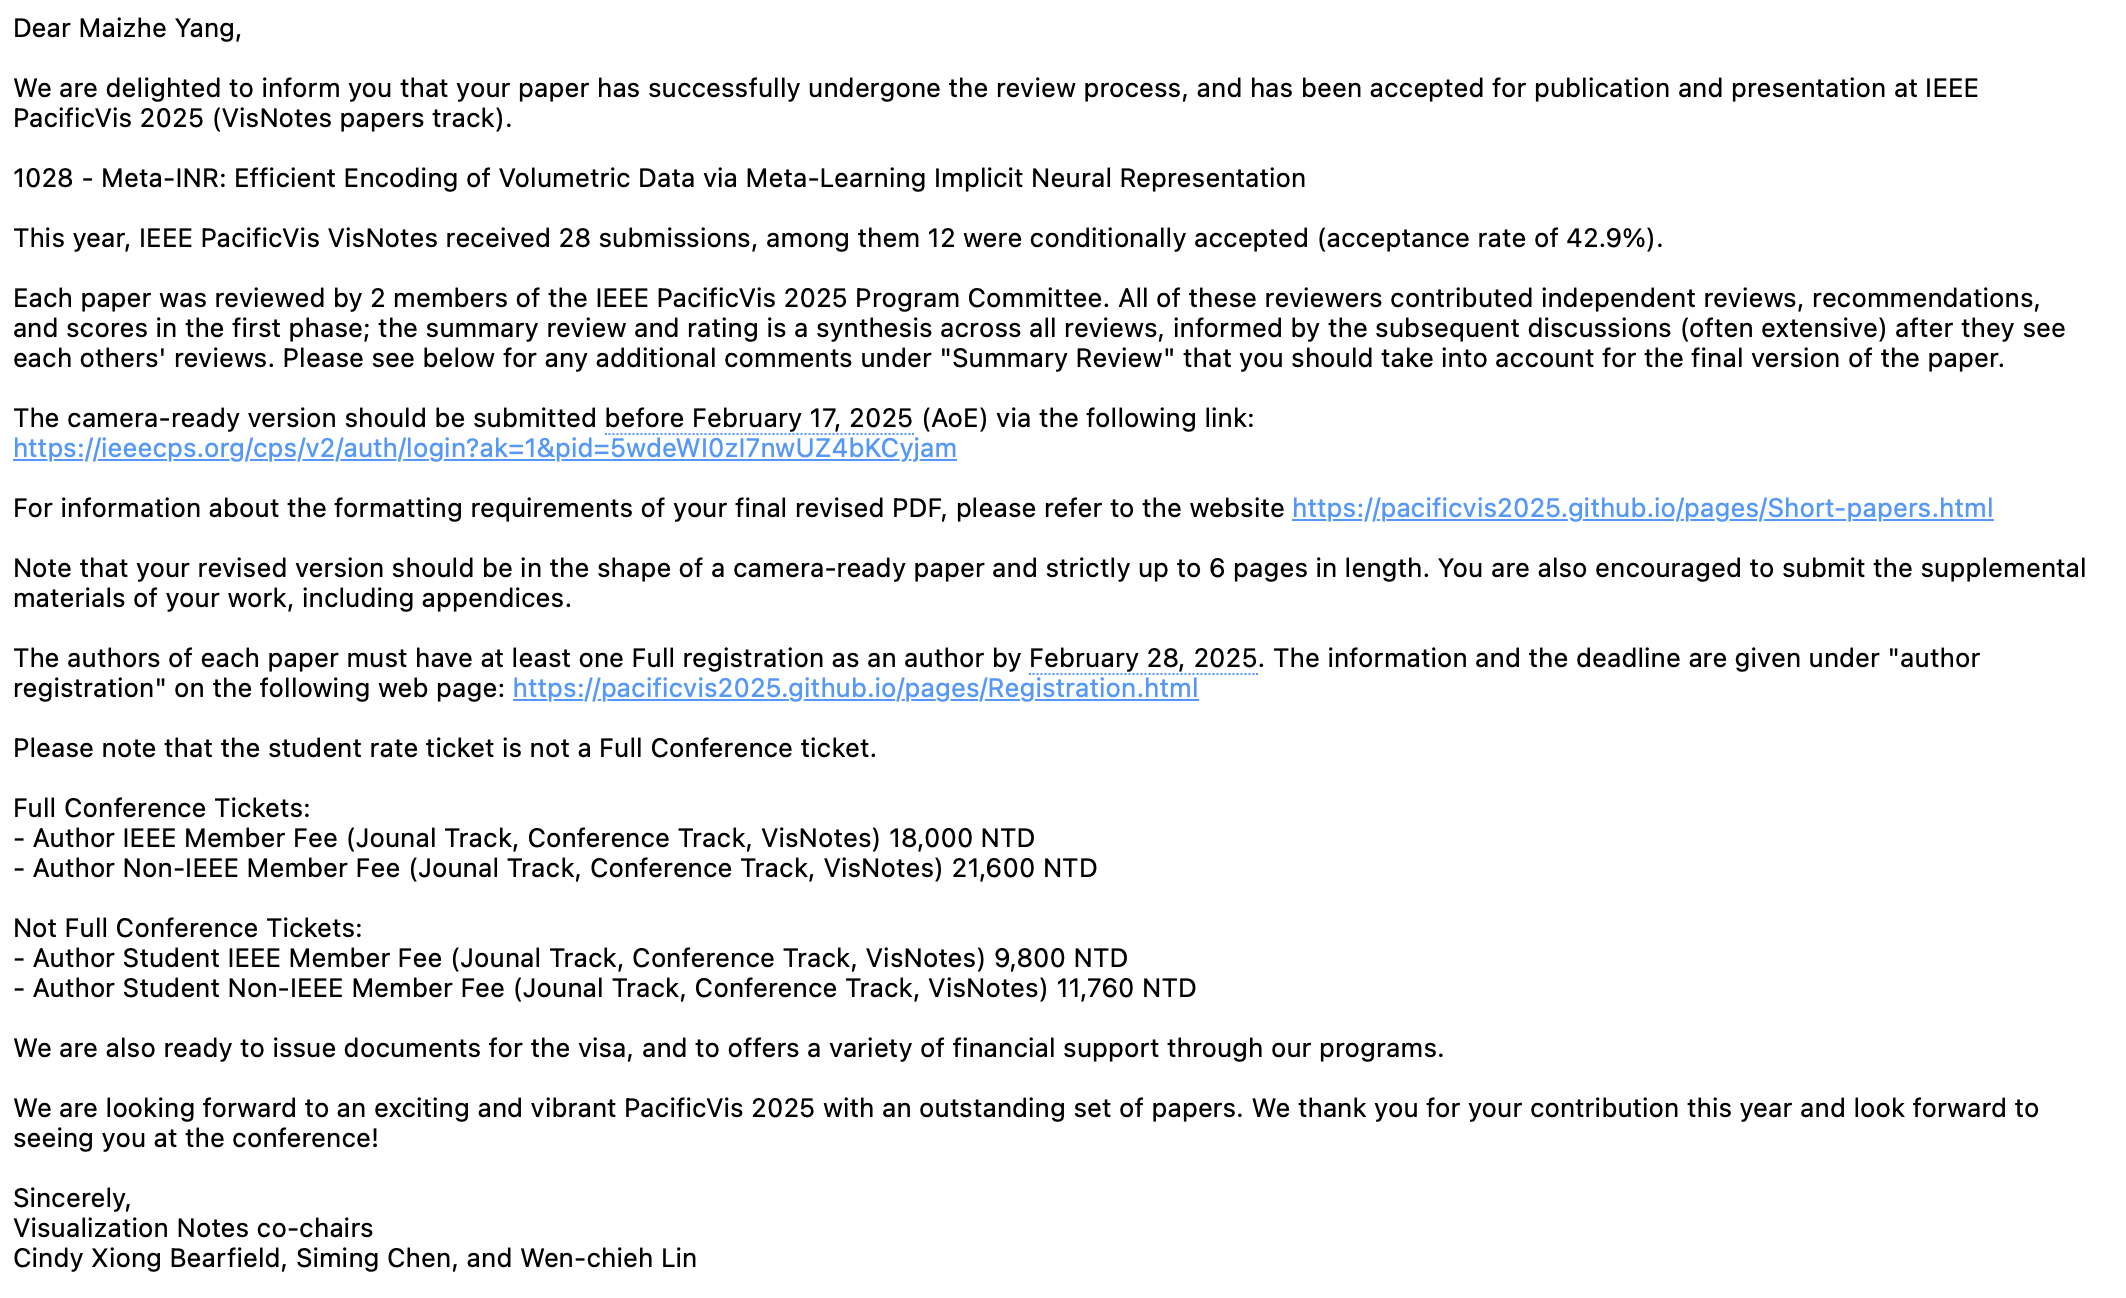 Dear Maizhe Yang,
We are delighted to inform you that your paper has successfully undergone the review process, and has been accepted for publication and presentation at IEEE
PacificVis 2025 (VisNotes papers track).
1028 - Meta-INR: Efficient Encoding of Volumetric Data via Meta-Learning Implicit Neural Representation
This year, IEEE PacificVis VisNotes received 28 submissions, among them 12 were conditionally accepted (acceptance rate of 42.9%).
Each paper was reviewed by 2 members of the IEEE PacificVis 2025 Program Committee. All of these reviewers contributed independent reviews, recommendations,
and scores in the first phase; the summary review and rating is a synthesis across all reviews, informed by the subsequent discussions (often extensive) after they see
each others' reviews. Please see below for any additional comments under "Summary Review" that you should take into account for the final version of the paper.
The camera-ready version should be submitted before February 17, 2025 (AoE) via the following link:
https://ieeecps.org/cps/v2/auth/login?ak=1&pid=5wdeWI0zI7nwUZ4bKCyjam
For information about the formatting requirements of your final revised PDF, please refer to the website https://pacificvis2025.github.io/pages/Short-papers.html
Note that your revised version should be in the shape of a camera-ready paper and strictly up to 6 pages in length. You are also encouraged to submit the supplemental
materials of your work, including appendices.
The authors of each paper must have at least one Full registration as an author by February 28, 2025. The information and the deadline are given under "author
registration" on the following web page: https://pacificvis2025.github.io/pages/Registration.html
Please note that the student rate ticket is not a Full Conference ticket.
Full Conference Tickets:
- Author IEEE Member Fee (Jounal Track, Conference Track, VisNotes) 18,000 NTD
- Author Non-IEEE Member Fee (Jounal Track, Conference Track, VisNotes) 21,600 NTD
Not Full Conference Tickets:
- Author Student IEEE Member Fee (Jounal Track, Conference Track, VisNotes) 9,800 NTD
- Author Student Non-IEEE Member Fee (Jounal Track, Conference Track, VisNotes) 11,760 NTD
We are also ready to issue documents for the visa, and to offers a variety of financial support through our programs.
We are looking forward to an exciting and vibrant PacificVis 2025 with an outstanding set of papers. We thank you for your contribution this year and look forward to
seeing you at the conference!
Sincerely,
Visualization Notes co-chairs
Cindy Xiong Bearfield, Siming Chen, and Wen-chieh Lin